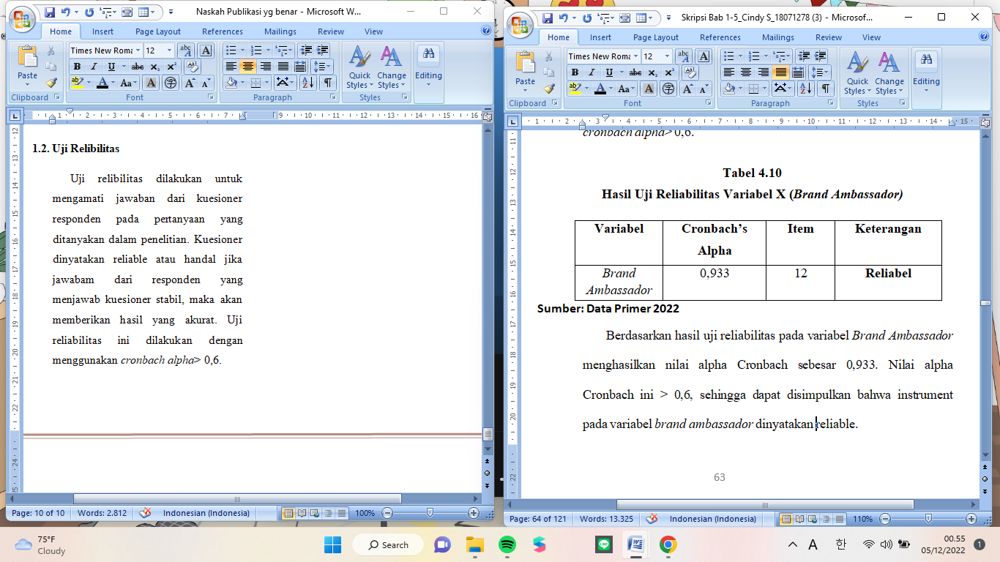 Naskah Publikasi yg benar - Microsoft W...
Home Insert Page Layout References Mailings Review View
Times New Roma 12
Paste
Quick Styles
Change Styles
Editing
Clipboard Font Paragraph Styles
1.2. Uji Relibilitas
Uji relibilitas dilakukan untuk
mengamati jawaban dari kuesioner
responden pada pertanyaan yang
ditanyakan dalam penelitian. Kuesioner
dinyatakan reliable atau handal jika
jawabam dari responden yang
menjawab kuesioner stabil, maka akan
memberikan hasil yang akurat. Uji
reliabilitas ini dilakukan dengan
menggunakan cronbach alpha> 0,6.
Page: 10 of 10 Words: 2.812 Indonesian (Indonesia) 100%
Skripsi Bab 1-5_Cindy S_18071278 (3) - Microsoft...
Home Insert Page Layout References Mailings Review View
Times New Roma 12
Paste
Quick Styles
Change Styles
Editing
Clipboard Font Paragraph Styles
cronbach alpha> 0,6.
Tabel 4.10
Hasil Uji Reliabilitas Variabel X (Brand Ambassador)
Variabel Cronbach's Alpha Item Keterangan
Brand Ambassador 0,933 12 Reliabel
Sumber: Data Primer 2022
Berdasarkan hasil uji reliabilitas pada variabel Brand Ambassador
menghasilkan nilai alpha Cronbach sebesar 0,933. Nilai alpha
Cronbach ini > 0,6, sehingga dapat disimpulkan bahwa instrument
pada variabel brand ambassador dinyatakan reliable.
63
Page: 64 of 121 Words: 13.325 Indonesian (Indonesia) 110%
75°F
Cloudy
Search
LINE
A 한
00.55
05/12/2022
1